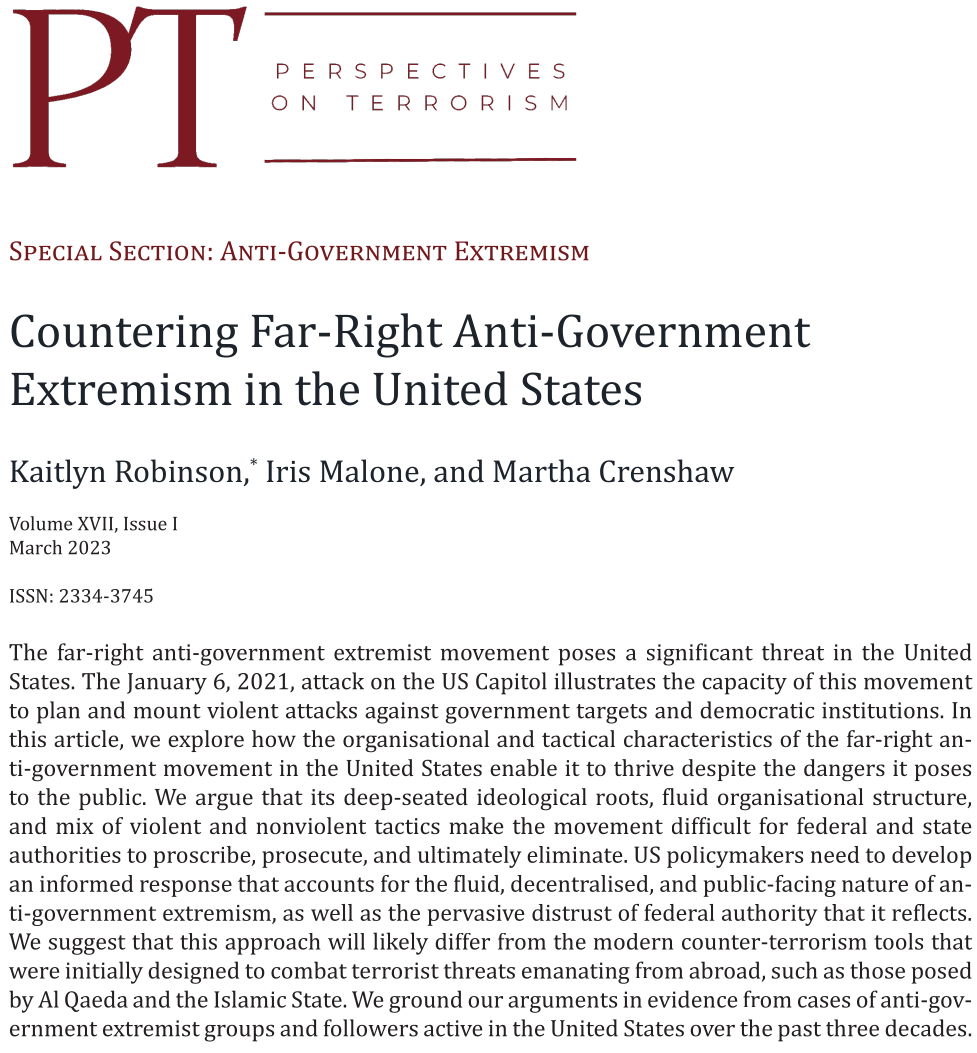 PT
PERSPECTIVES
ON TERRORISM
Special Section: Anti-Government Extremism
Countering Far-Right Anti-Government
Extremism in the United States
Kaitlyn Robinson,* Iris Malone, and Martha Crenshaw
Volume XVII, Issue I
March 2023
ISSN: 2334-3745
The far-right anti-government extremist movement poses a significant threat in the United
States. The January 6, 2021, attack on the US Capitol illustrates the capacity of this movement
to plan and mount violent attacks against government targets and democratic institutions. In
this article, we explore how the organisational and tactical characteristics of the far-right an-
ti-government movement in the United States enable it to thrive despite the dangers it poses
to the public. We argue that its deep-seated ideological roots, fluid organisational structure,
and mix of violent and nonviolent tactics make the movement difficult for federal and state
authorities to proscribe, prosecute, and ultimately eliminate. US policymakers need to develop
an informed response that accounts for the fluid, decentralised, and public-facing nature of an-
ti-government extremism, as well as the pervasive distrust of federal authority that it reflects.
We suggest that this approach will likely differ from the modern counter-terrorism tools that
were initially designed to combat terrorist threats emanating from abroad, such as those posed
by Al Qaeda and the Islamic State. We ground our arguments in evidence from cases of anti-gov-
ernment extremist groups and followers active in the United States over the past three decades.